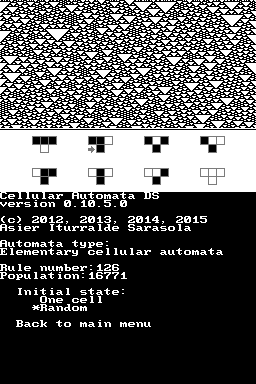 Cellular Automata DS
version 0.10.5.0
(c) 2012, 2013, 2014, 2015
Asier Iturralde Sarasola
Automata type:
Elementary cellular automata
Rule number:126
Population:16771
Initial state:
One cell
*Random
Back to main menu